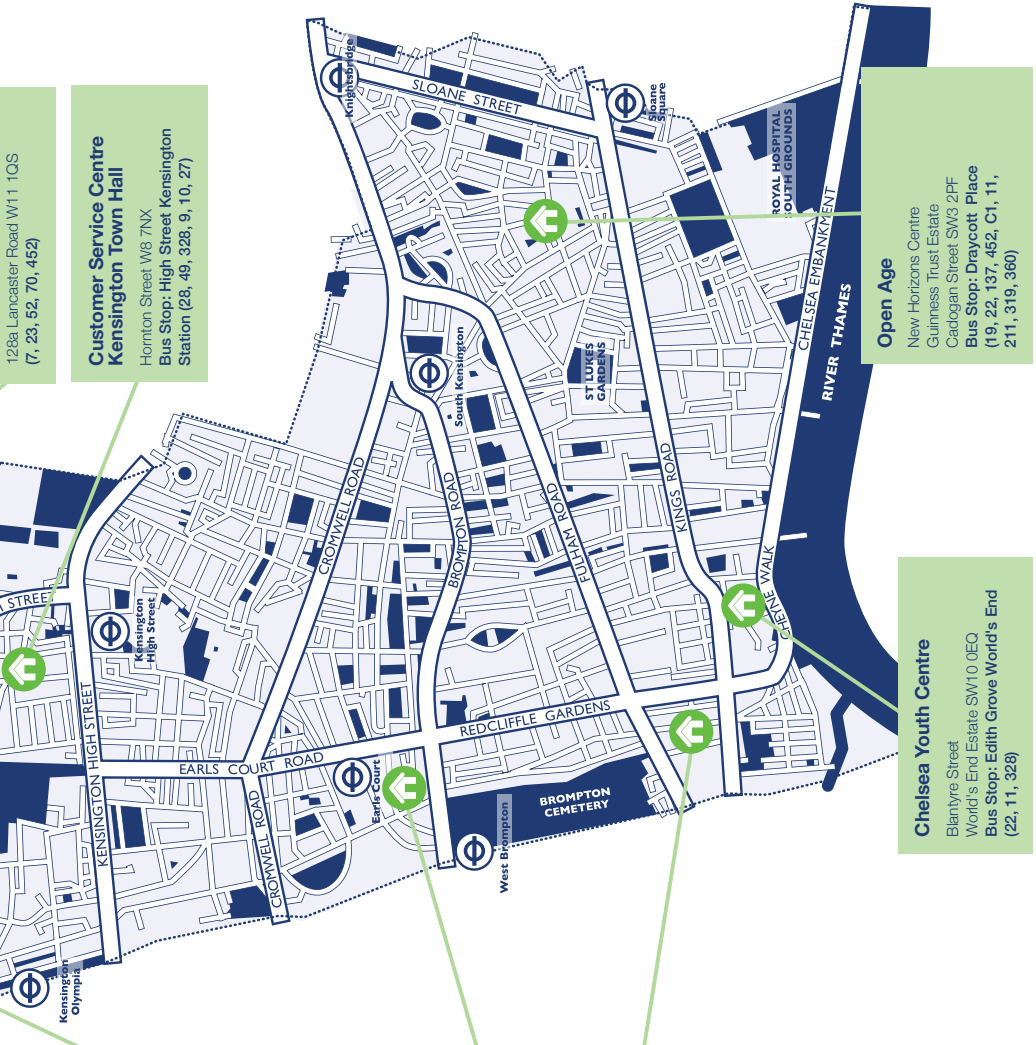 128a Lancaster Road W11 1QS
(7, 23, 52, 70, 452)
Customer Service Centre
Kensington Town Hall
Hornton Street W8 7NX
Bus Stop: High Street Kensington
Station (28, 49, 328, 9, 10, 27)
Open Age
New Horizons Centre
Guinness Trust Estate
Cadogan Street SW3 2PF
Bus Stop: Draycott Place
(19, 22, 137, 452, C1, 11,
211, 319, 360)
Chelsea Youth Centre
Blantyre Street
World's End Estate SW10 0EQ
Bus Stop: Edith Grove World's End
(22, 11, 328)
Knightsbridge
SLOANE STREET
Sloane
Square
ROYAL HOSPITAL
SOUTH GROUNDS
CHELSEA EMBANKMENT
RIVER THAMES
South Kensington
ST LUKES
GARDENS
CROMWELL ROAD
BROMPTON ROAD
FULHAM ROAD
KINGS ROAD
CHEYNE WALK
STREET
Kensington
High Street
KENSINGTON HIGH STREET
EARLS COURT ROAD
REDCLIFFE GARDENS
Earls Court
KENSINGTON HIGH STREET
CROMWELL ROAD
West Brompton
BROMPTON
CEMETERY
Kensington
Olympia